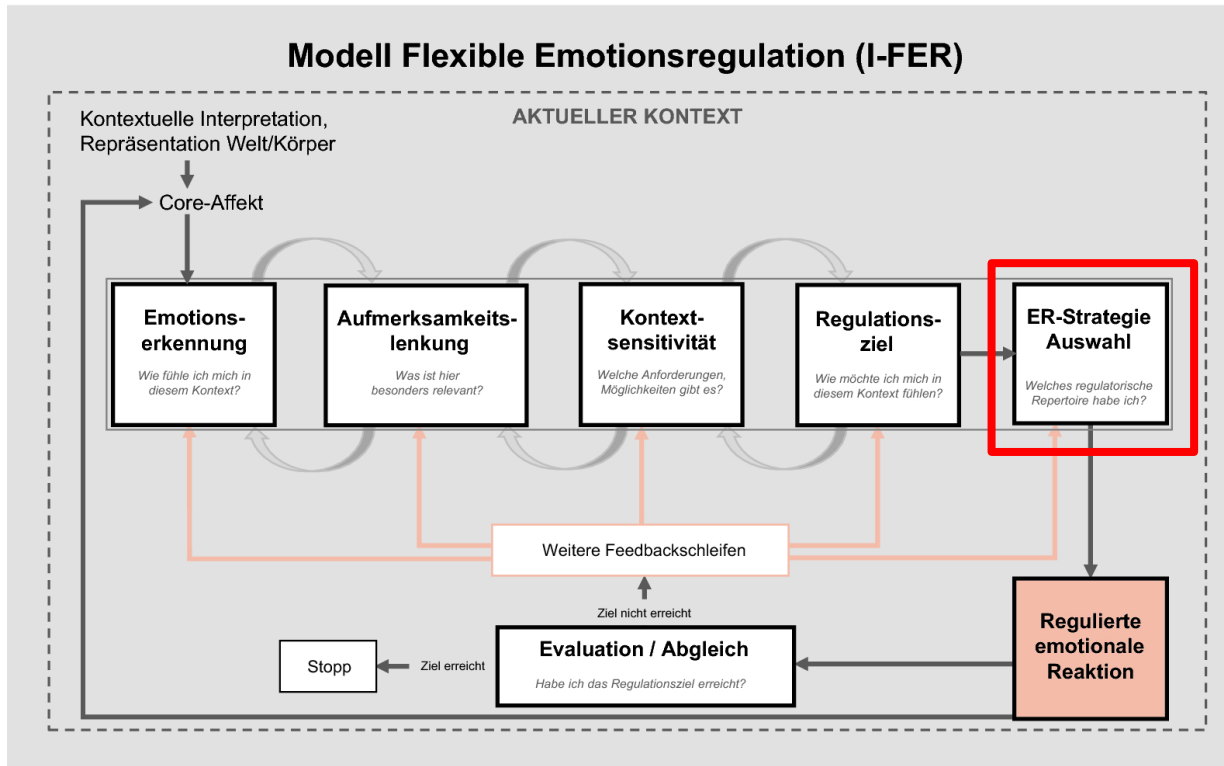 Modell Flexible Emotionsregulation (I-FER)
AKTUELLER KONTEXT
Kontextuelle Interpretation,
Repräsentation Welt/Körper
Core-Affekt
Emotions-
erkennung
Wie fühle ich mich in
diesem Kontext?
Aufmerksamkeits-
lenkung
Was ist hier
besonders relevant?
Kontext-
sensitivität
Welche Anforderungen,
Möglichkeiten gibt es?
Regulations-
ziel
Wie möchte ich mich in
diesem Kontext fühlen?
ER-Strategie
Auswahl
Welches regulatorische
Repertoire habe ich?
Weitere Feedbackschleifen
Ziel nicht erreicht
Evaluation / Abgleich
Habe ich das Regulationsziel erreicht?
Ziel erreicht
Stopp
Regulierte
emotionale
Reaktion